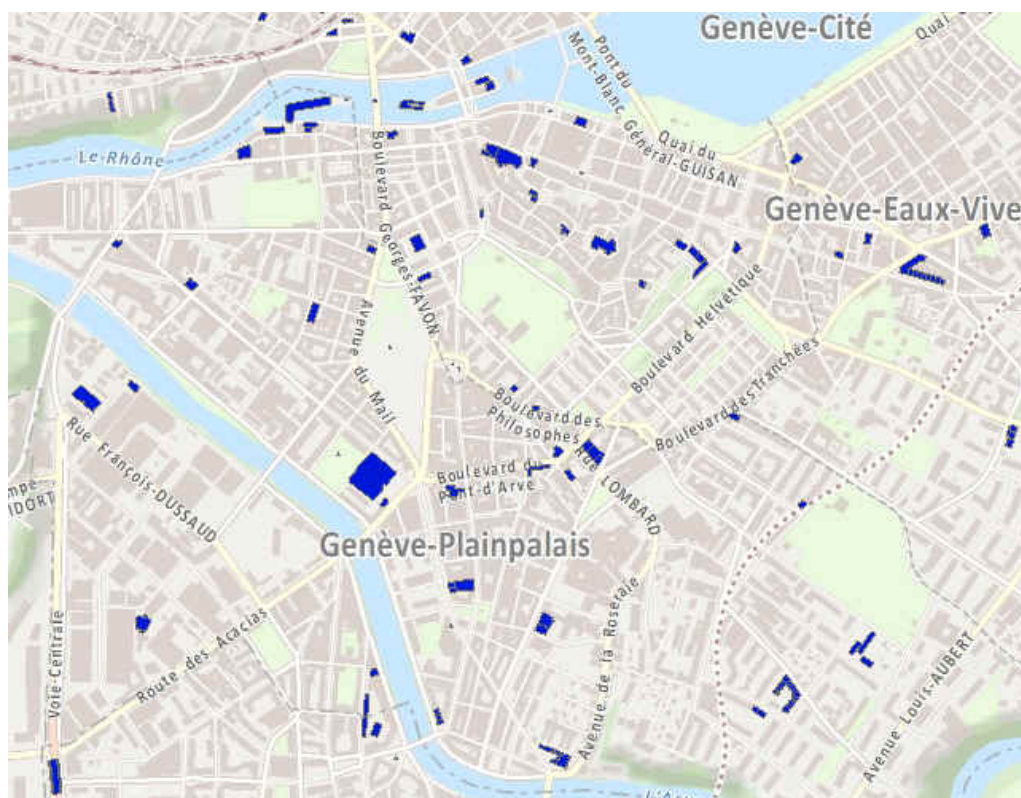 Genève-Cité
Quai
Pont du
Mont-Blanc
Général-GUISAN
Quai du
Le Rhône
Boulevard Georges-FAVON
Genève-Eaux-Vive
Avenue du Mail
Boulevard Helvétique
Boulevard des Tranchées
Boulevard des
Philosophes
Rue LOMBARD
Rue François-DUSSAUD
Boulevard du
Pont-d'Arve
IDORT
Genève-Plainpalais
Voie-Centrale
Route des Acacias
Avenue de la Roseraie
Avenue Louis-AUBERT
L'A